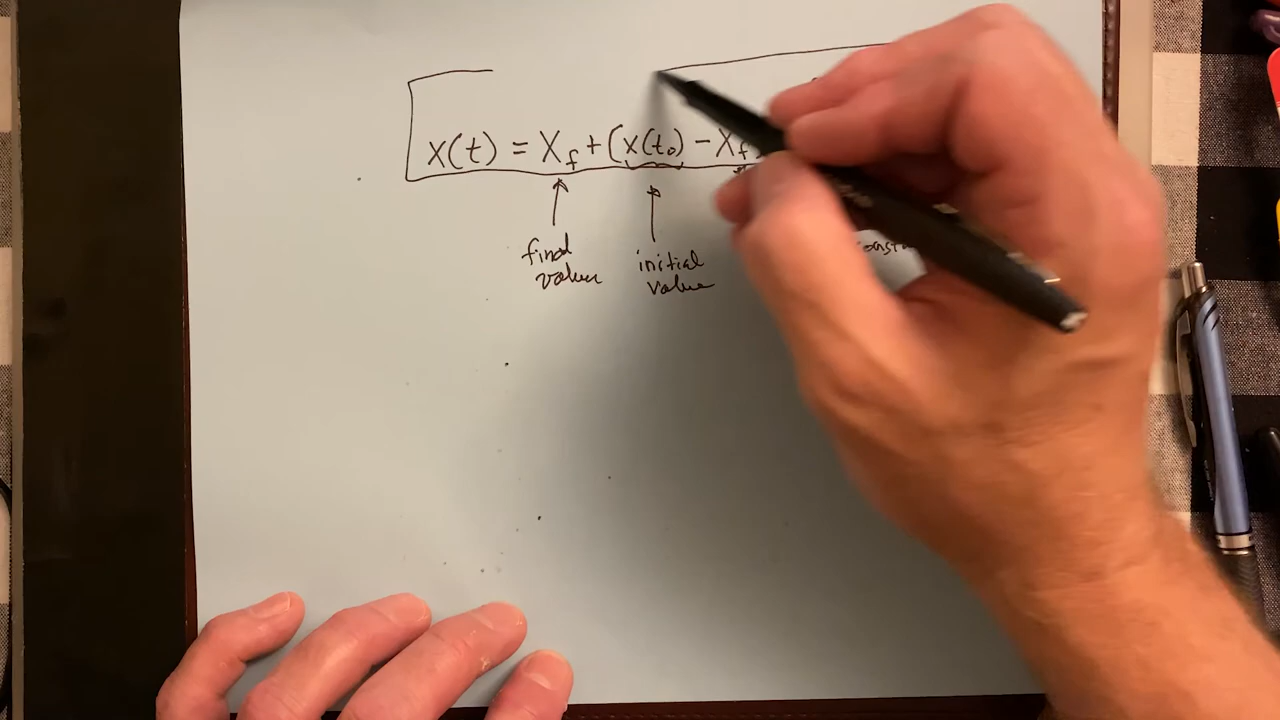 x(t) = X_f + (x(t_0) - X_f
final initial
value value